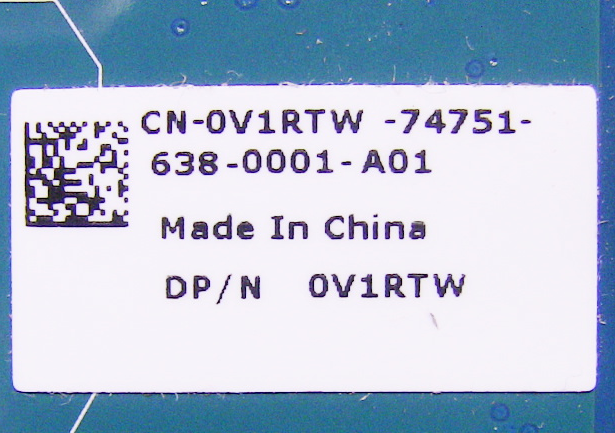 CN-0V1RTW -74751-
638-0001-A01
Made In China
DP/N 0V1RTW